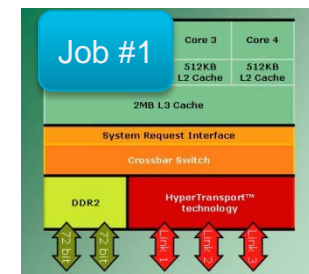 Job #1
Core 3
Core 4
512KB
L2 Cache
512KB
L2 Cache
2MB L3 Cache
System Request Interface
Crossbar Switch
DDR2
HyperTransport™
technology
72 bit
72 bit
Link 1
Link 2
Link 3